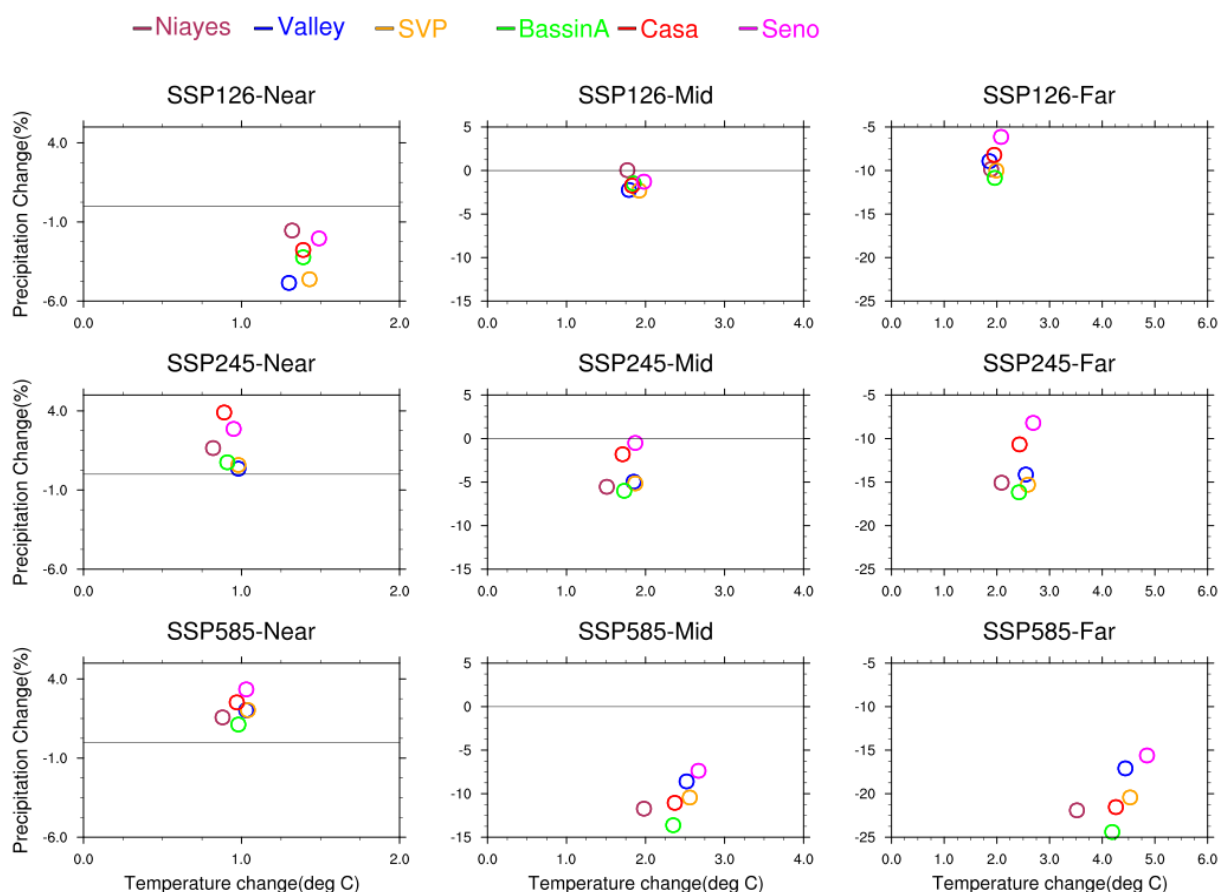 Niayes Valley SVP BassinA Casa Seno
SSP126-Near SSP126-Mid SSP126-Far
Precipitation Change(%)
4.0
-1.0
-6.0
0.0 1.0 2.0
5
0
-5
-10
-15
0.0 1.0 2.0 3.0 4.0
-5
-10
-15
-20
-25
0.0 1.0 2.0 3.0 4.0 5.0 6.0
SSP245-Near SSP245-Mid SSP245-Far
Precipitation Change(%)
4.0
-1.0
-6.0
0.0 1.0 2.0
5
0
-5
-10
-15
0.0 1.0 2.0 3.0 4.0
-5
-10
-15
-20
-25
0.0 1.0 2.0 3.0 4.0 5.0 6.0
SSP585-Near SSP585-Mid SSP585-Far
Precipitation Change(%)
4.0
-1.0
-6.0
0.0 1.0 2.0
Temperature change(deg C)
5
0
-5
-10
-15
0.0 1.0 2.0 3.0 4.0
Temperature change(deg C)
-5
-10
-15
-20
-25
0.0 1.0 2.0 3.0 4.0 5.0 6.0
Temperature change(deg C)